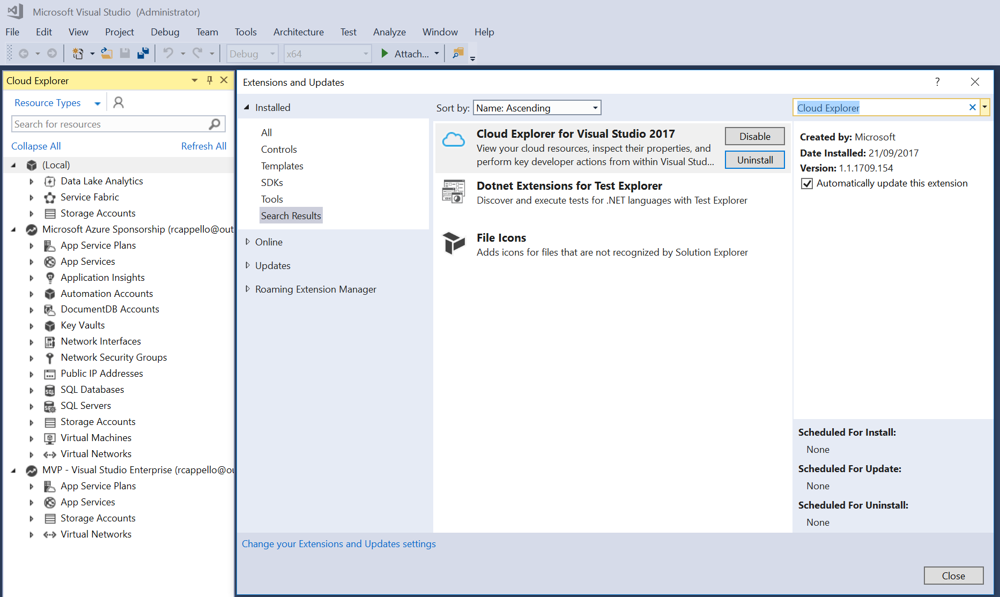 Microsoft Visual Studio (Administrator)
File Edit View Project Debug Team Tools Architecture Test Analyze Window Help
Debug x64 Attach...
Cloud Explorer
Resource Types
Search for resources
Collapse All Refresh All
(Local)
Data Lake Analytics
Service Fabric
Storage Accounts
Microsoft Azure Sponsorship (rcappello@out
App Service Plans
App Services
Application Insights
Automation Accounts
DocumentDB Accounts
Key Vaults
Network Interfaces
Network Security Groups
Public IP Addresses
SQL Databases
SQL Servers
Storage Accounts
Virtual Machines
Virtual Networks
MVP - Visual Studio Enterprise (rcappello@ou
App Service Plans
App Services
Storage Accounts
Virtual Networks
Extensions and Updates
?
Installed
All
Controls
Templates
SDKs
Tools
Search Results
Online
Updates
Roaming Extension Manager
Sort by: Name: Ascending
Cloud Explorer
Cloud Explorer for Visual Studio 2017
View your cloud resources, inspect their properties, and
perform key developer actions from within Visual Stud...
Disable
Uninstall
Dotnet Extensions for Test Explorer
Discover and execute tests for .NET languages with Test Explorer
File Icons
Adds icons for files that are not recognized by Solution Explorer
Created by: Microsoft
Date Installed: 21/09/2017
Version: 1.1.1709.154
Automatically update this extension
Scheduled For Install:
None
Scheduled For Update:
None
Scheduled For Uninstall:
None
Change your Extensions and Updates settings
Close